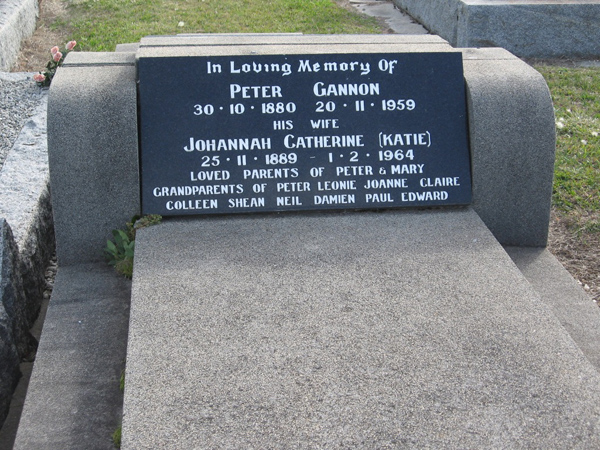 In Loving Memory Of
PETER GANNON
30 · 10 · 1880 20 · 11 · 1959
HIS WIFE
JOHANNAH CATHERINE (KATIE)
25 · 11 · 1889 - 1 · 2 · 1964
LOVED PARENTS OF PETER & MARY
GRANDPARENTS OF PETER LEONIE JOANNE CLAIRE
COLLEEN SHEAN NEIL DAMIEN PAUL EDWARD